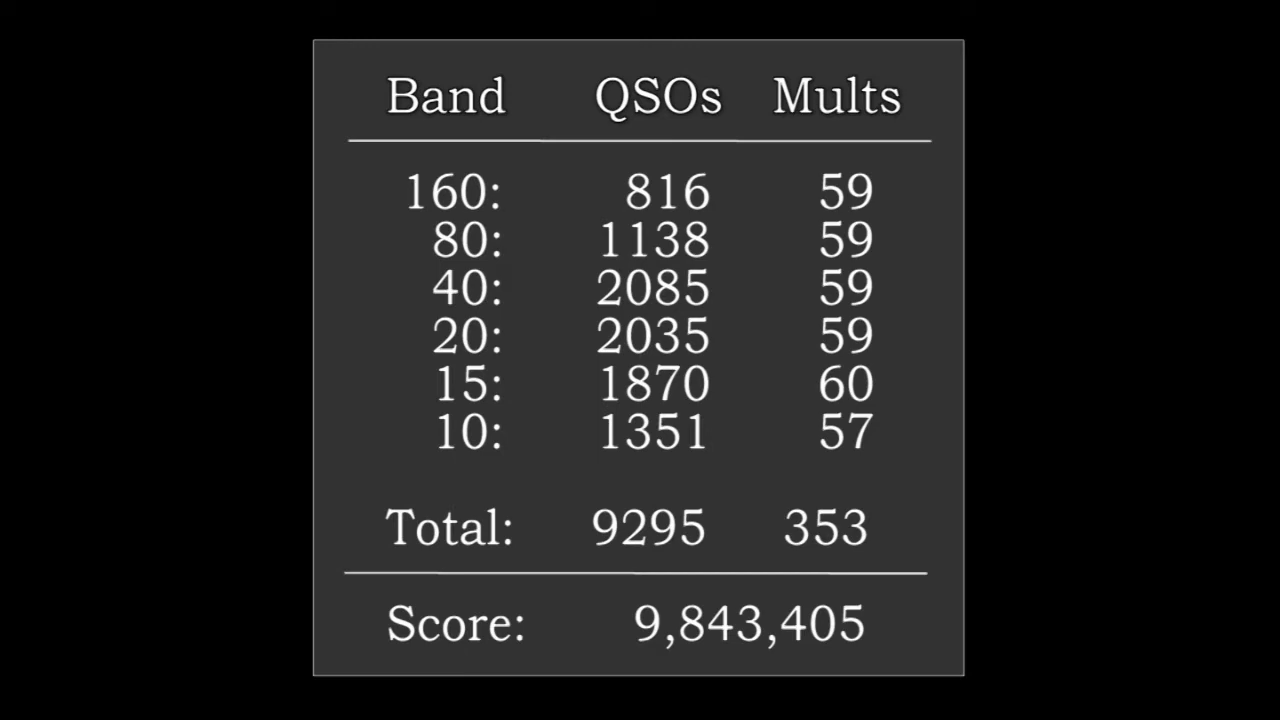 Band QSOs Mults
160: 816 59
80: 1138 59
40: 2085 59
20: 2035 59
15: 1870 60
10: 1351 57
Total: 9295 353
Score: 9,843,405